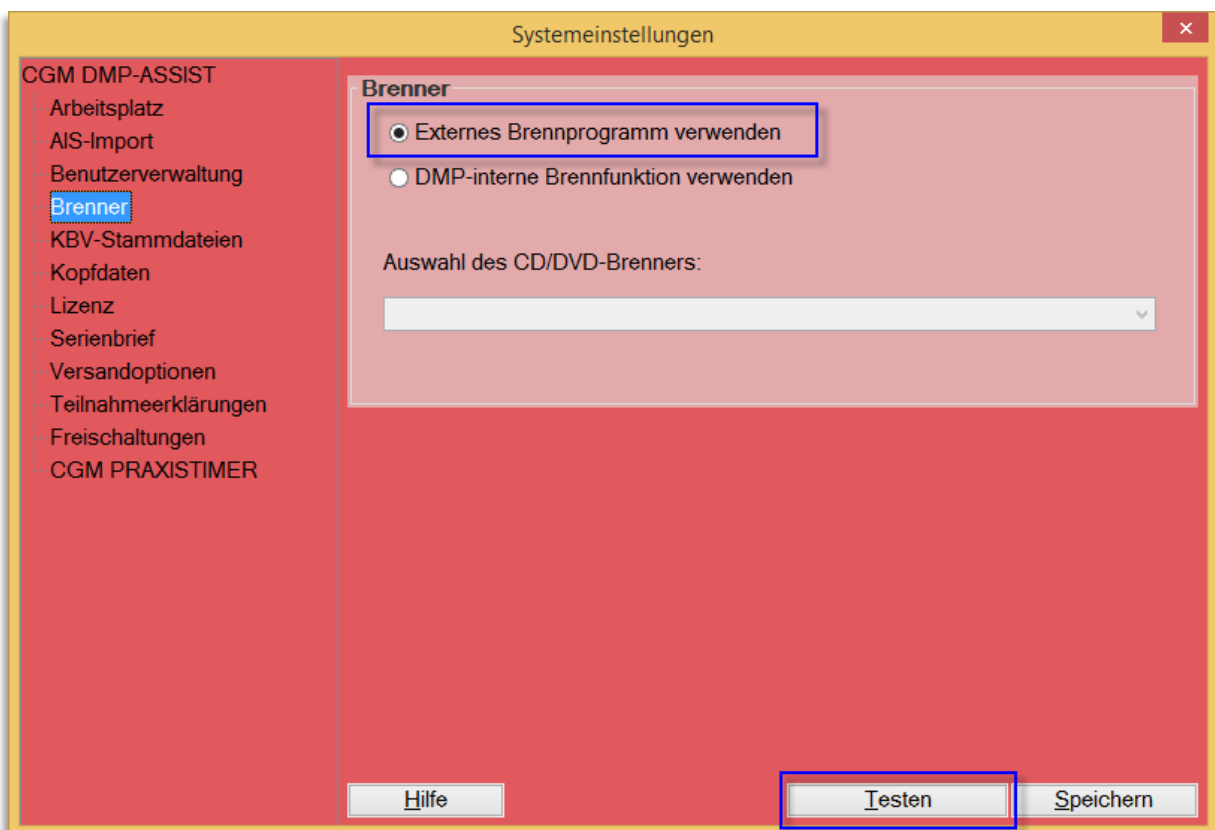 Systemeinstellungen
CGM DMP-ASSIST
Arbeitsplatz
AIS-Import
Benutzerverwaltung
Brenner
KBV-Stammdateien
Kopfdaten
Lizenz
Serienbrief
Versandoptionen
Teilnahmeerklärungen
Freischaltungen
CGM PRAXISTIMER
Brenner
Externes Brennprogramm verwenden
DMP-interne Brennfunktion verwenden
Auswahl des CD/DVD-Brenners:
Hilfe
Testen
Speichern